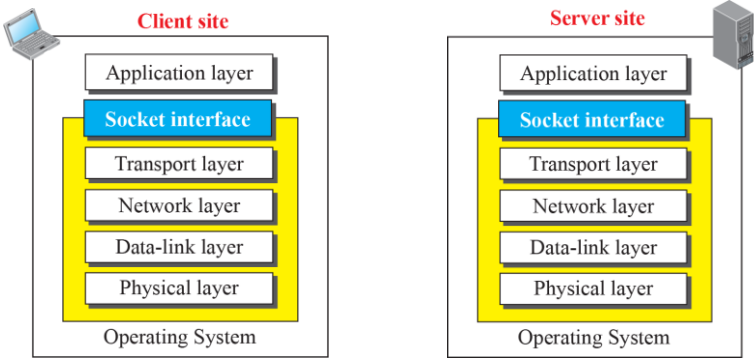 Client site
Application layer
Socket interface
Transport layer
Network layer
Data-link layer
Physical layer
Operating System
Server site
Application layer
Socket interface
Transport layer
Network layer
Data-link layer
Physical layer
Operating System